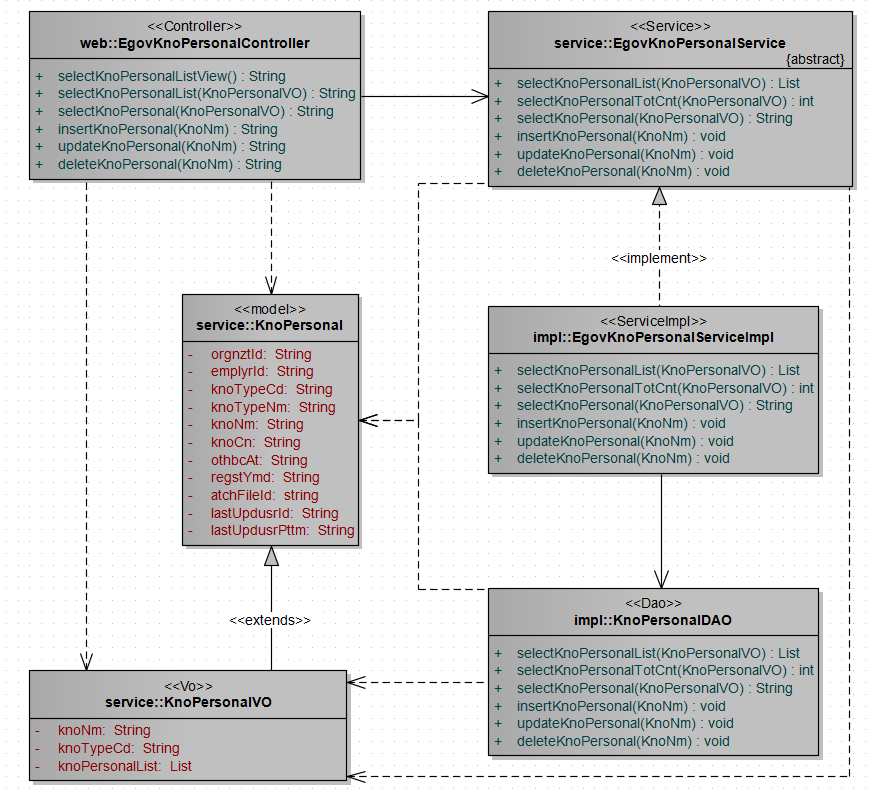 <<Controller>>
web::EgovKnoPersonalController
+ selectKnoPersonalListView() : String
+ selectKnoPersonalList(KnoPersonalVO) : String
+ selectKnoPersonal(KnoPersonalVO) : String
+ insertKnoPersonal(KnoNm) : String
+ updateKnoPersonal(KnoNm) : String
+ deleteKnoPersonal(KnoNm) : String
<<Service>>
service::EgovKnoPersonalService
{abstract}
+ selectKnoPersonalList(KnoPersonalVO) : List
+ selectKnoPersonalTotCnt(KnoPersonalVO) : int
+ selectKnoPersonal(KnoPersonalVO) : String
+ insertKnoPersonal(KnoNm) : void
+ updateKnoPersonal(KnoNm) : void
+ deleteKnoPersonal(KnoNm) : void
<<implement>>
<<model>>
service::KnoPersonal
- orgnztId: String
- emplyrId: String
- knoTypeCd: String
- knoTypeNm: String
- knoNm: String
- knoCn: String
- othbcAt: String
- regstYmd: String
- atchFileId: string
- lastUpdusrId: String
- lastUpdusrPttm: String
<<ServiceImpl>>
impl::EgovKnoPersonalServiceImpl
+ selectKnoPersonalList(KnoPersonalVO) : List
+ selectKnoPersonalTotCnt(KnoPersonalVO) : int
+ selectKnoPersonal(KnoPersonalVO) : String
+ insertKnoPersonal(KnoNm) : void
+ updateKnoPersonal(KnoNm) : void
+ deleteKnoPersonal(KnoNm) : void
<<extends>>
<<Dao>>
impl::KnoPersonalDAO
+ selectKnoPersonalList(KnoPersonalVO) : List
+ selectKnoPersonalTotCnt(KnoPersonalVO) : int
+ selectKnoPersonal(KnoPersonalVO) : String
+ insertKnoPersonal(KnoNm) : void
+ updateKnoPersonal(KnoNm) : void
+ deleteKnoPersonal(KnoNm) : void
<<Vo>>
service::KnoPersonalVO
- knoNm: String
- knoTypeCd: String
- knoPersonalList: List